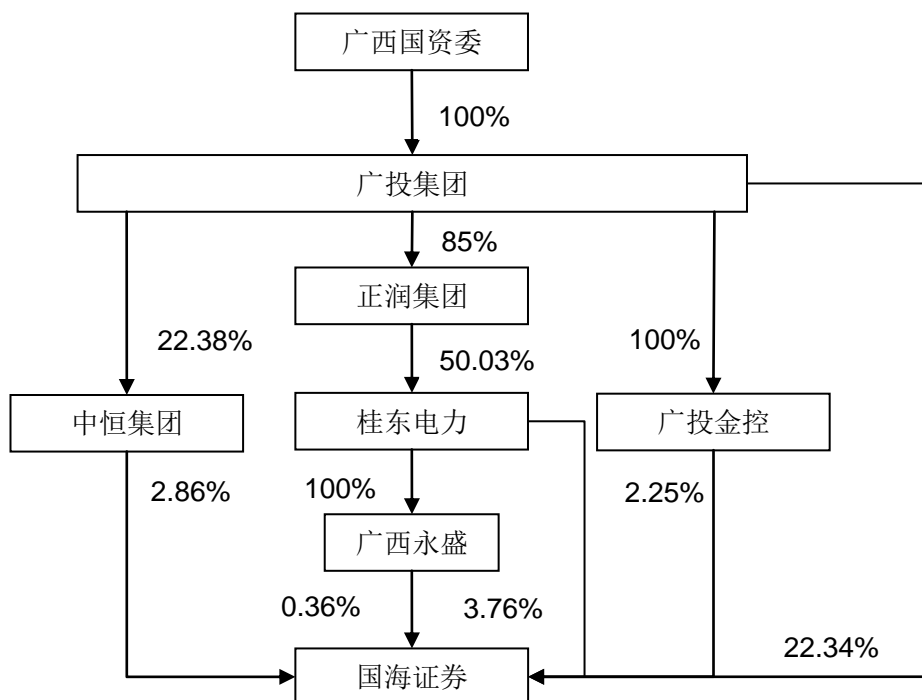 广西国资委
100%
广投集团
85%
正润集团
22.38%
100%
50.03%
中恒集团
桂东电力
广投金控
2.86%
100%
2.25%
广西永盛
0.36%
3.76%
22.34%
国海证券